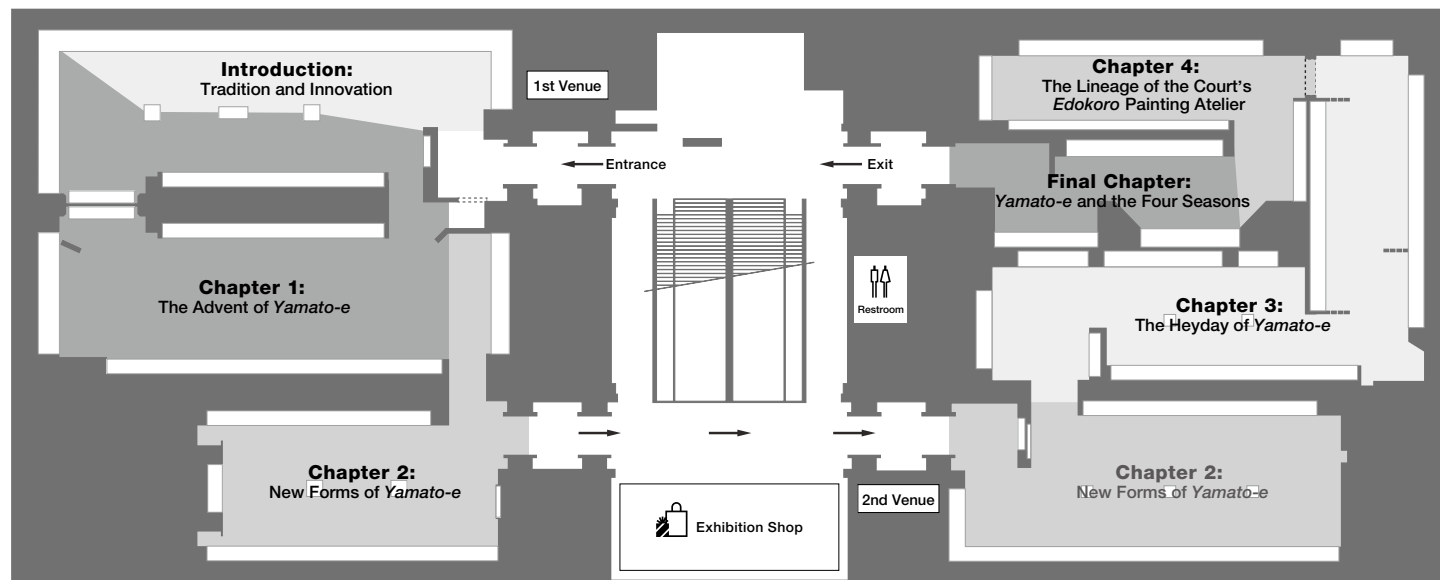 Introduction:
Tradition and Innovation
1st Venue
Entrance
Exit
Chapter 4:
The Lineage of the Court's
Edokoro Painting Atelier
Final Chapter:
Yamato-e and the Four Seasons
Chapter 1:
The Advent of Yamato-e
Restroom
Chapter 3:
The Heyday of Yamato-e
Chapter 2:
New Forms of Yamato-e
2nd Venue
Exhibition Shop
Chapter 2:
New Forms of Yamato-e